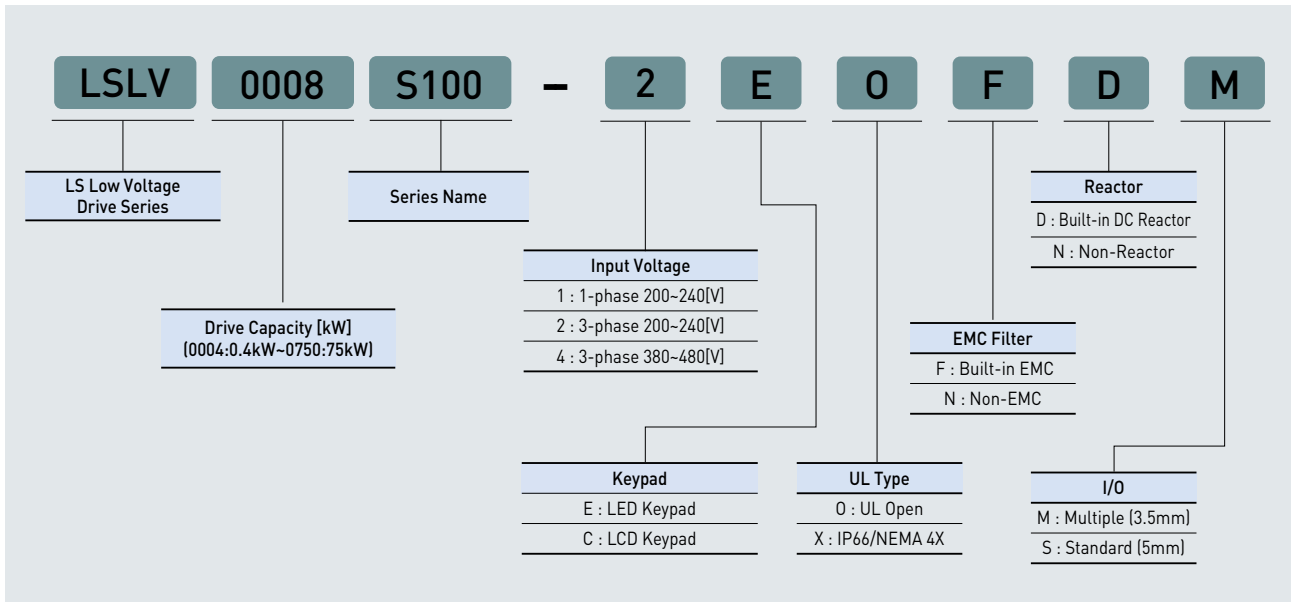 LSLV 0008 S100 - 2 E O F D M
LS Low Voltage
Drive Series
Drive Capacity [kW]
(0004:0.4kW~0750:75kW)
Series Name
Input Voltage
1 : 1-phase 200~240[V]
2 : 3-phase 200~240[V]
4 : 3-phase 380~480[V]
Keypad
E : LED Keypad
C : LCD Keypad
UL Type
O : UL Open
X : IP66/NEMA 4X
EMC Filter
F : Built-in EMC
N : Non-EMC
Reactor
D : Built-in DC Reactor
N : Non-Reactor
I/O
M : Multiple (3.5mm)
S : Standard (5mm)